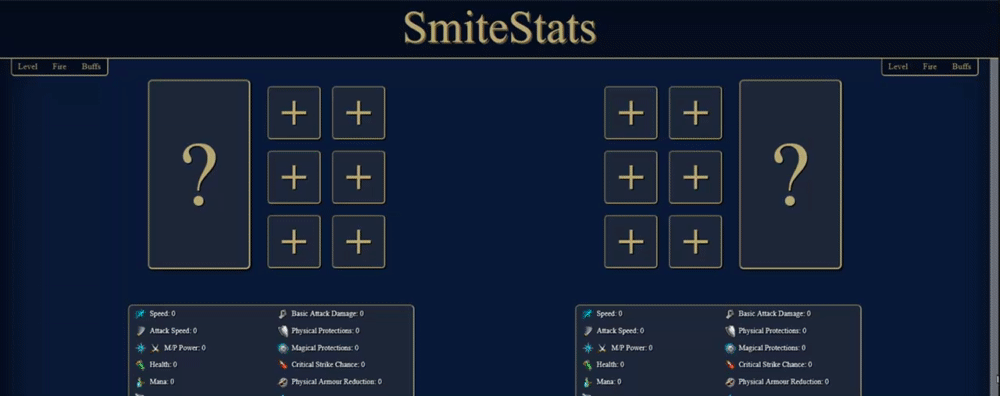 SmiteStats
Level Fire Buffs
Level Fire Buffs
?
+ +
+ +
+ +
+ +
+ +
+ +
?
Speed: 0 Basic Attack Damage: 0
Attack Speed: 0 Physical Protections: 0
M/P Power: 0 Magical Protections: 0
Health: 0 Critical Strike Chance: 0
Mana: 0 Physical Armour Reduction: 0
Speed: 0 Basic Attack Damage: 0
Attack Speed: 0 Physical Protections: 0
M/P Power: 0 Magical Protections: 0
Health: 0 Critical Strike Chance: 0
Mana: 0 Physical Armour Reduction: 0